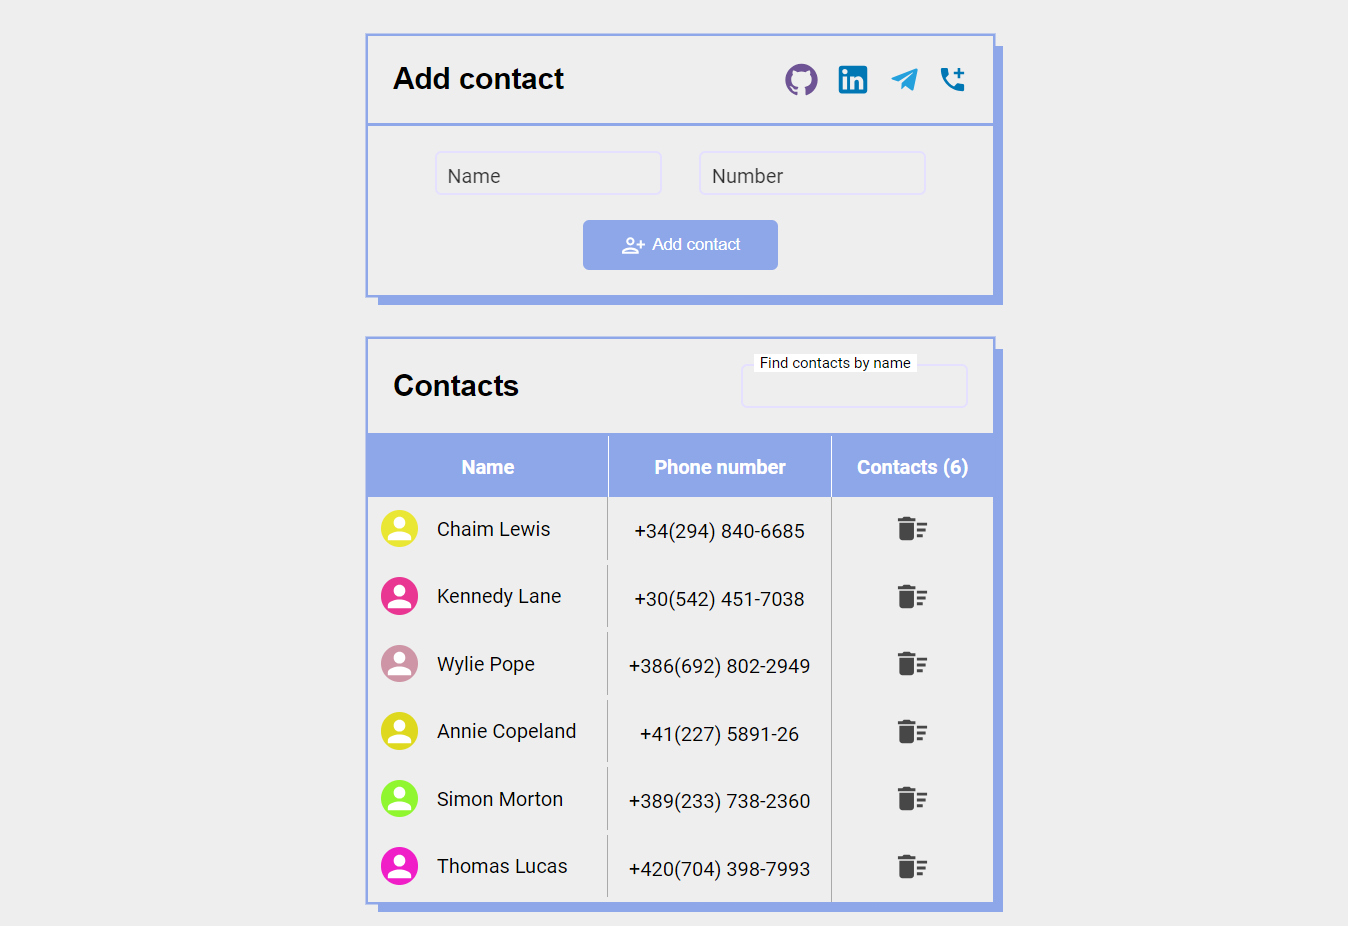 Add contact
in
Name Number
Add contact
Find contacts by name
Contacts
Name Phone number Contacts (6)
Chaim Lewis +34(294) 840-6685
Kennedy Lane +30(542) 451-7038
Wylie Pope +386(692) 802-2949
Annie Copeland +41(227) 5891-26
Simon Morton +389(233) 738-2360
Thomas Lucas +420(704) 398-7993